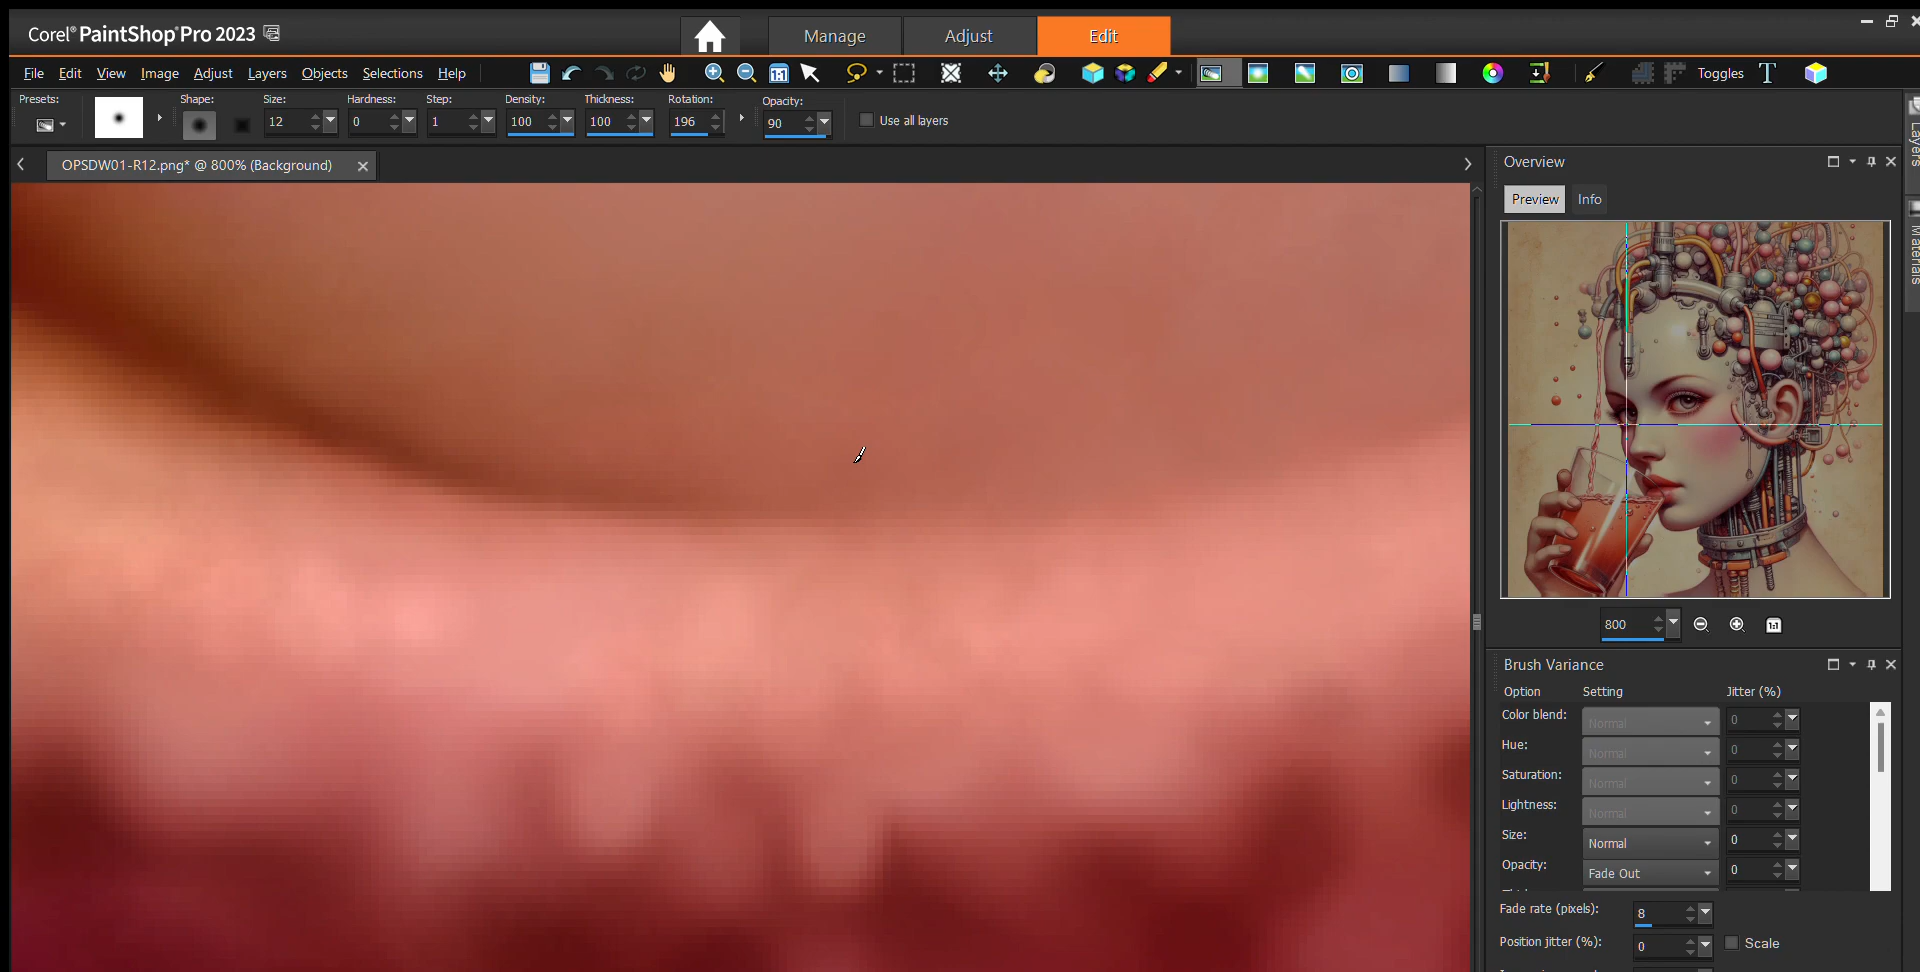 Corel® PaintShop® Pro 2023
Manage
Adjust
Edit
File Edit View Image Adjust Layers Objects Selections Help
1:1
Toggles
T
Presets:
Shape:
Size:
Hardness:
Step:
Density:
Thickness:
Rotation:
Opacity:
12
0
1
100
100
196
90
Use all layers
OPSDW01-R12.png* @ 800% (Background)
Overview
Preview
Info
800
1:1
Layers
Materials
Brush Variance
Option Setting Jitter (%)
Color blend: Normal 0
Hue: Normal 0
Saturation: Normal 0
Lightness: Normal 0
Size: Normal 0
Opacity: Fade Out 0
Fade rate (pixels): 8
Position jitter (%): 0 Scale